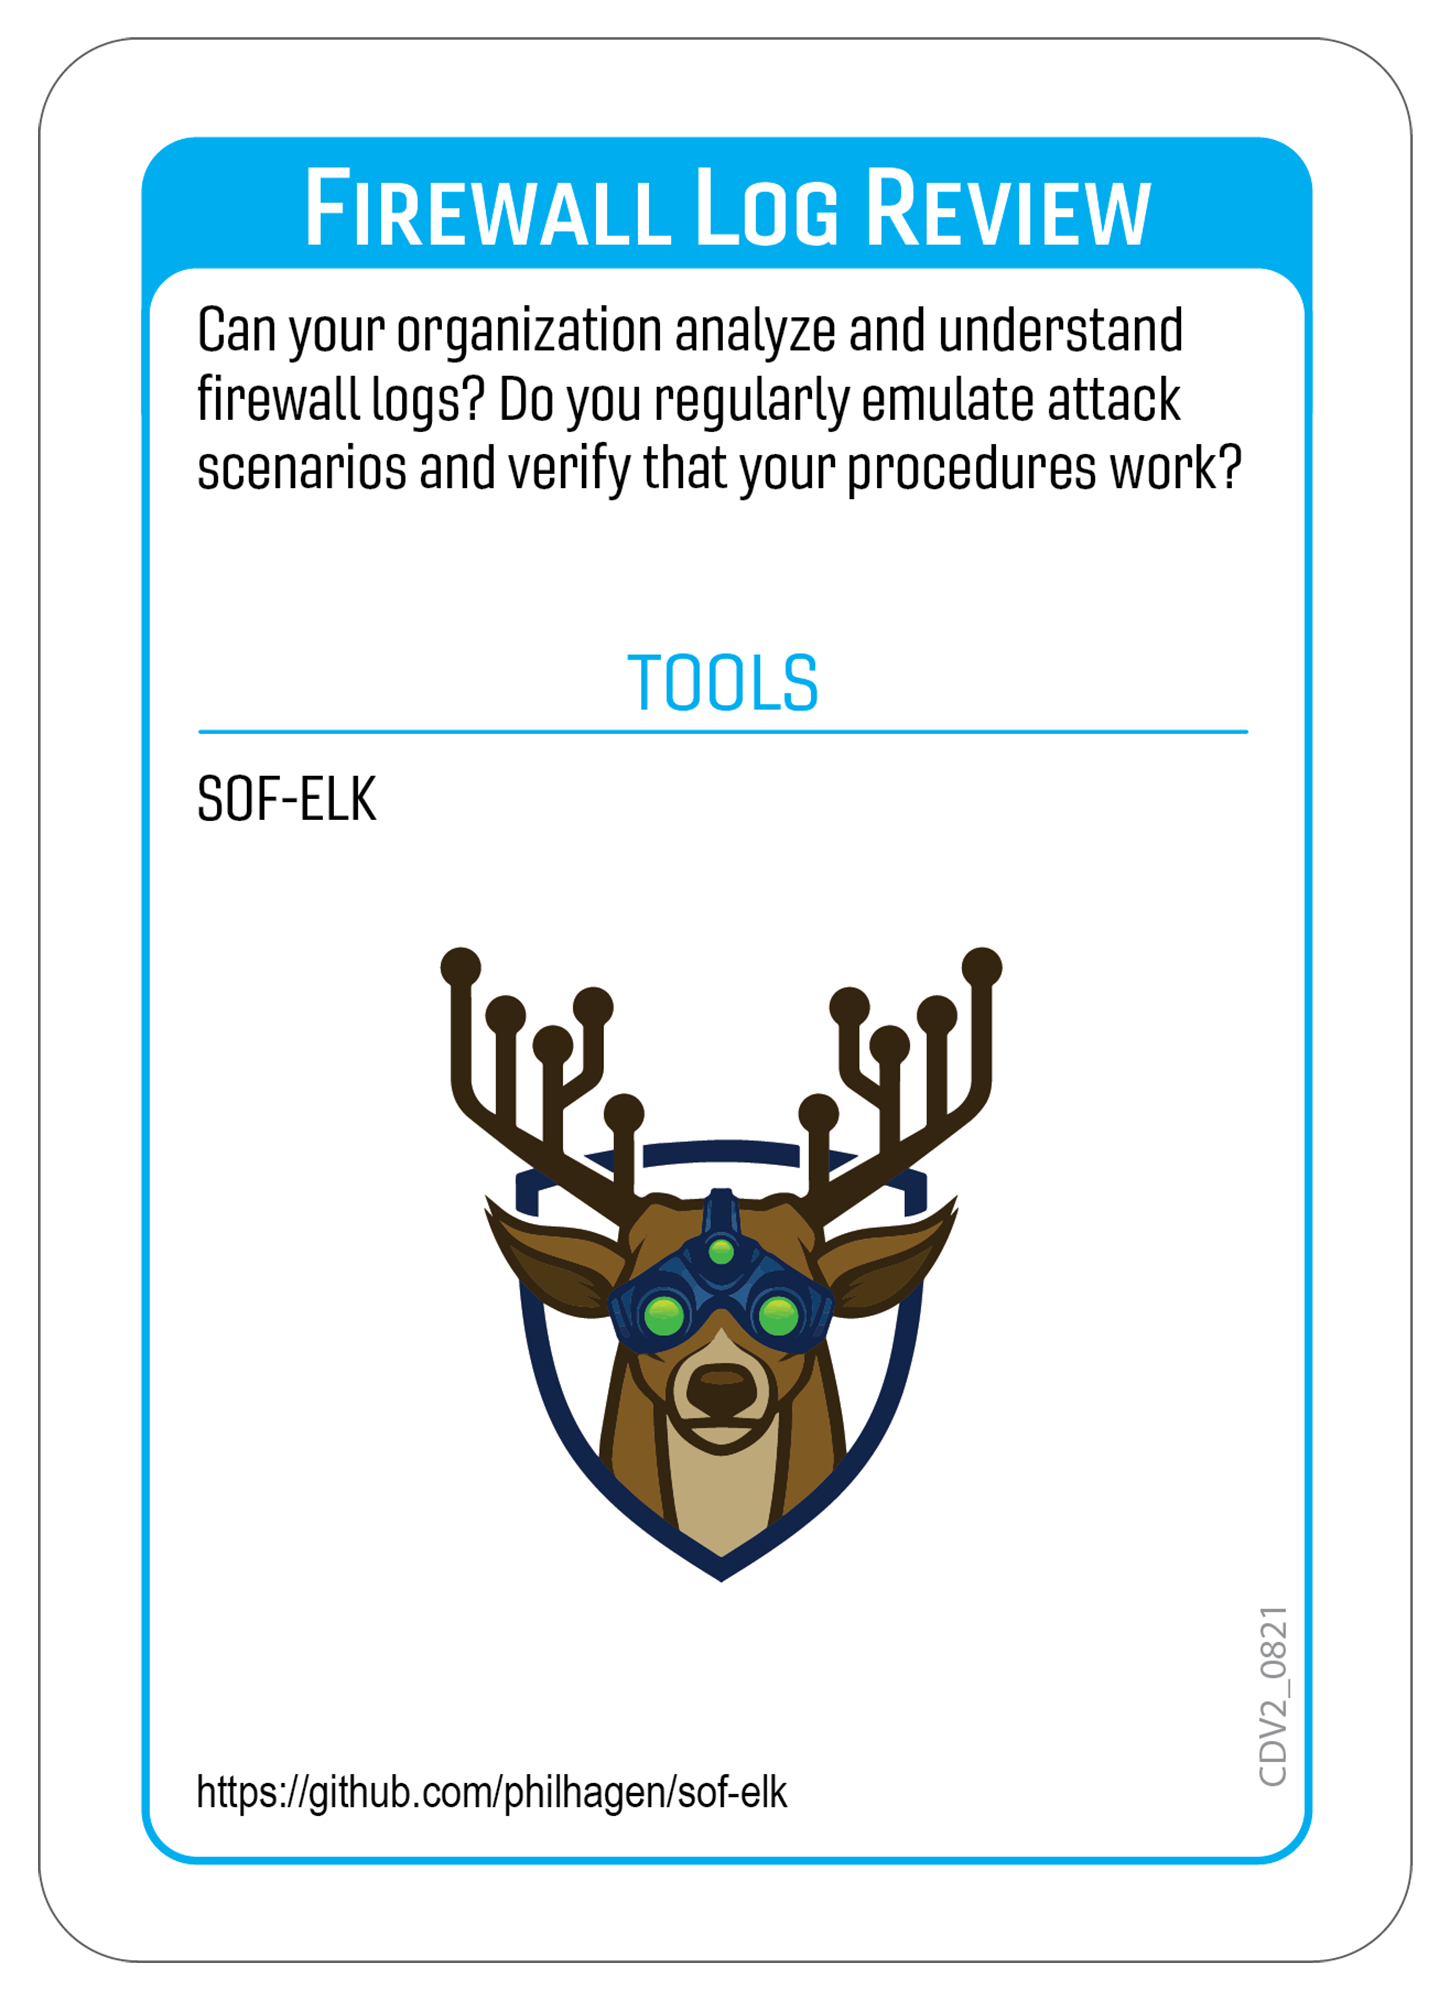 FIREWALL LOG REVIEW
Can your organization analyze and understand
firewall logs? Do you regularly emulate attack
scenarios and verify that your procedures work?
TOOLS
SOF-ELK
CDV2_0821
https://github.com/philhagen/sof-elk